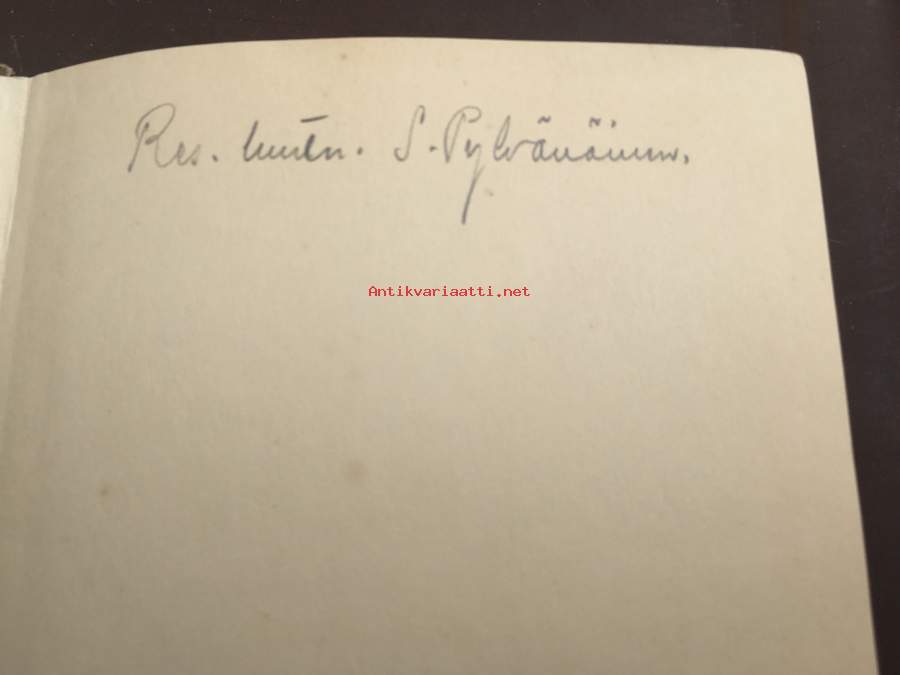 Res. luutn. S. Pylvänäinen.
Antikvariaatti.net